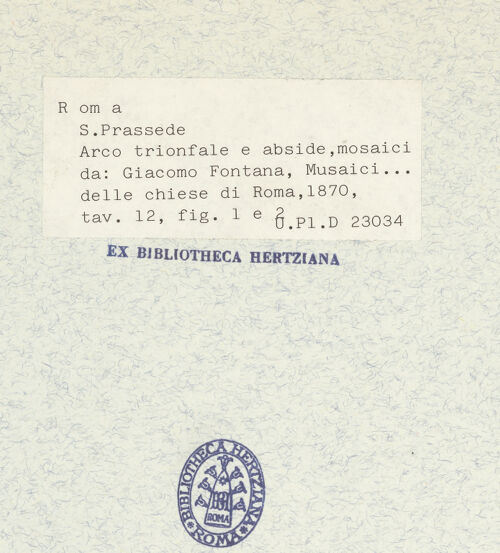 R om a
S.Prassede
Arco trionfale e abside,mosaici
da: Giacomo Fontana, Musaici...
delle chiese di Roma,1870,
tav. 12, fig. 1 e 2
U.Pl.D 23034
EX BIBLIOTHECA HERTZIANA
BIBLIOTHECA HERTZIANA
ROMA
ROMA